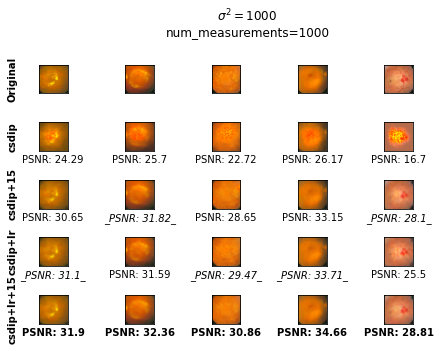 σ² = 1000
num_measurements=1000
Original
csdip
PSNR: 24.29 PSNR: 25.7 PSNR: 22.72 PSNR: 26.17 PSNR: 16.7
csdip+15
PSNR: 30.65 _PSNR: 31.82_ PSNR: 28.65 PSNR: 33.15 _PSNR: 28.1_
csdip+lr
_PSNR: 31.1_ PSNR: 31.59 _PSNR: 29.47_ _PSNR: 33.71_ PSNR: 25.5
csdip+lr+15
PSNR: 31.9 PSNR: 32.36 PSNR: 30.86 PSNR: 34.66 PSNR: 28.81